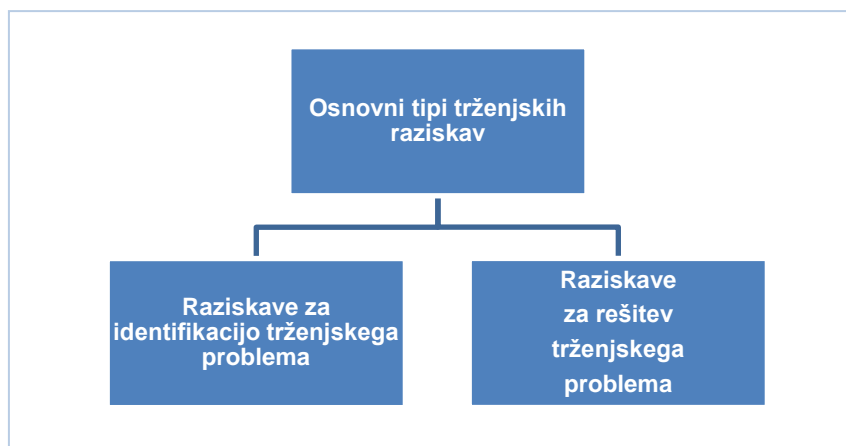 Osnovni tipi trženjskih
raziskav
Raziskave za
identifikacijo trženjskega
problema
Raziskave
za rešitev
trženjskega
problema